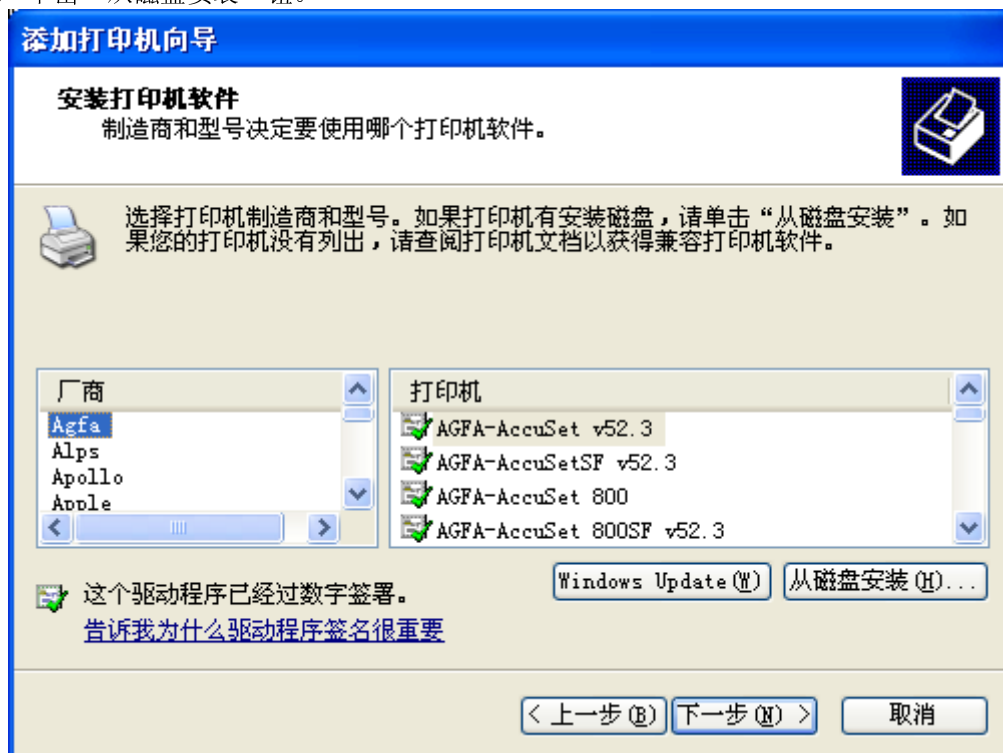 添加打印机向导
安装打印机软件
制造商和型号决定要使用哪个打印机软件。
选择打印机制造商和型号。如果打印机有安装磁盘，请单击“从磁盘安装”。如
果您的打印机没有列出，请查阅打印机文档以获得兼容打印机软件。
厂商
Agfa
Alps
Apollo
Apple
打印机
AGFA-AccuSet v52.3
AGFA-AccuSetSF v52.3
AGFA-AccuSet 800
AGFA-AccuSet 800SF v52.3
这个驱动程序已经过数字签署。
告诉我为什么驱动程序签名很重要
Windows Update(W)
从磁盘安装(H)...
< 上一步(B)
下一步(N) >
取消